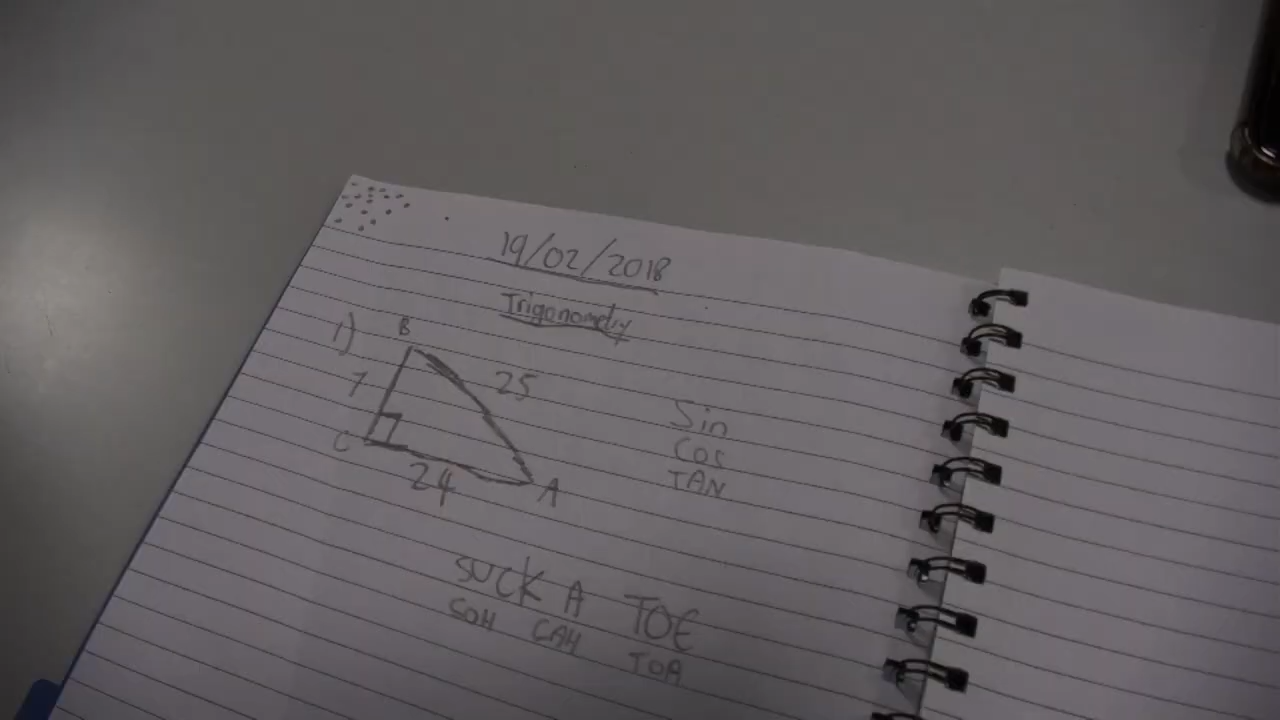 19/02/2018
Trigonometry
1)
B
7
25
C
24
A
Sin
Cos
TAN
SUCK A TOE
SOH CAH TOA